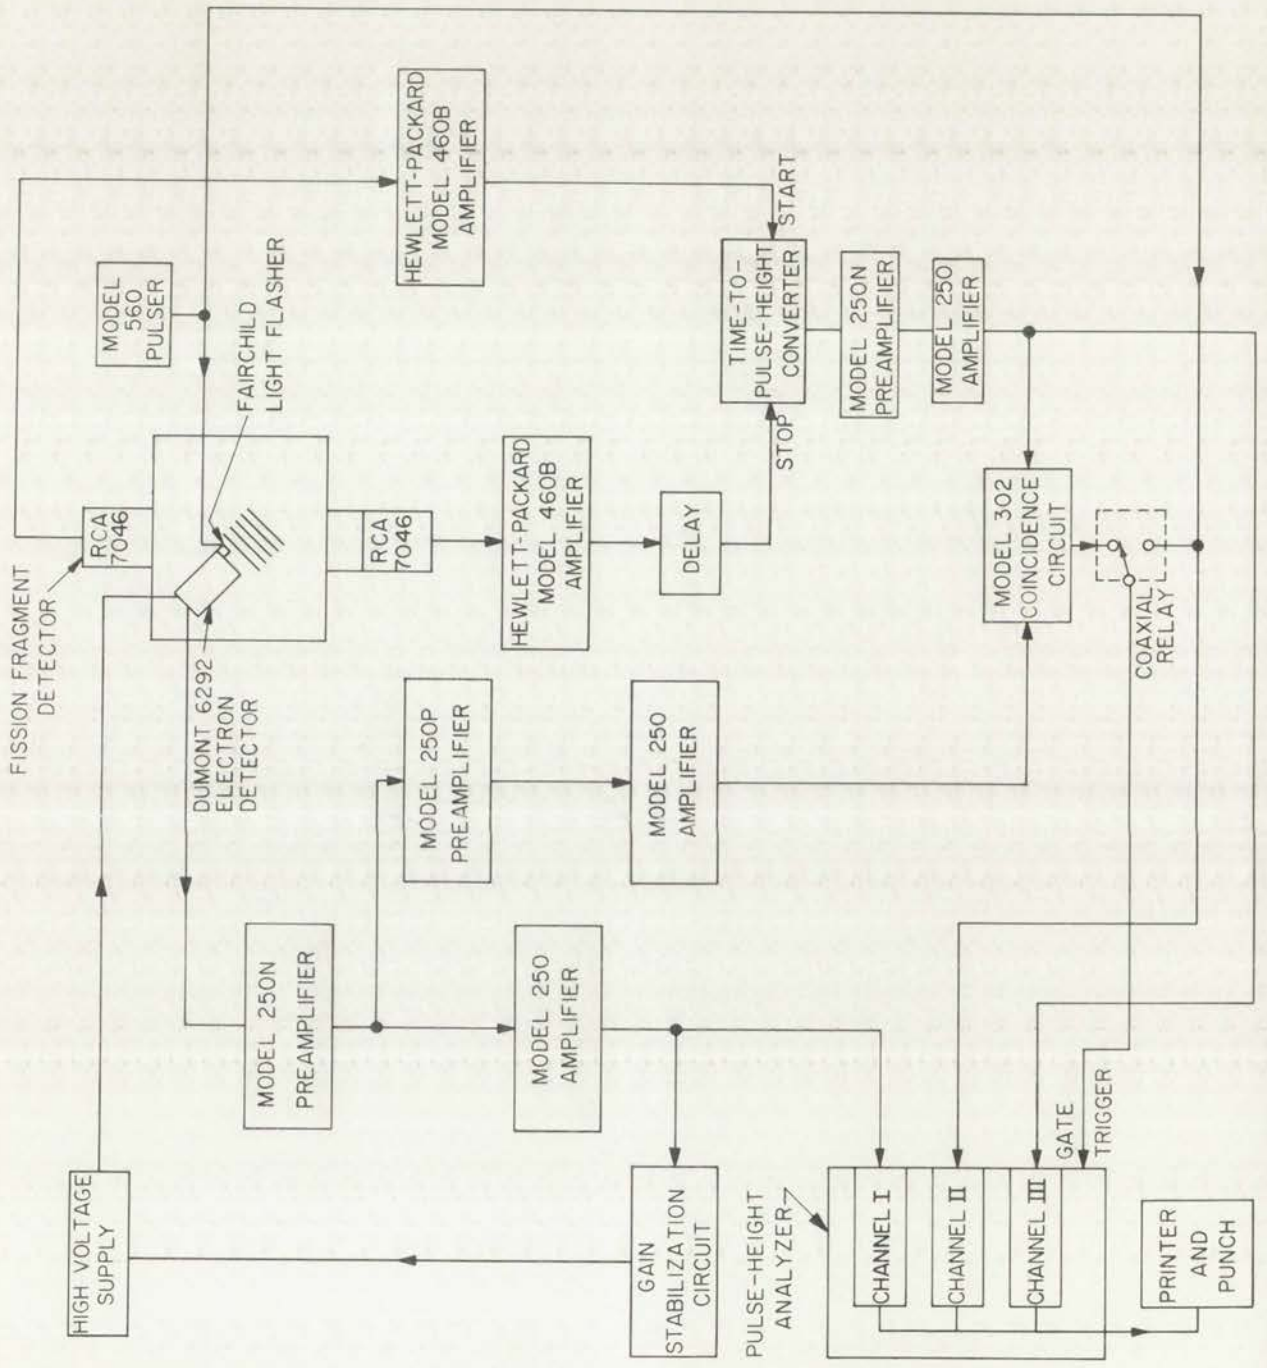 FISSION FRAGMENT
DETECTOR
RCA
7046
MODEL
560
PULSER
FAIRCHILD
LIGHT FLASHER
HEWLETT-PACKARD
MODEL 460B
AMPLIFIER
START
HIGH VOLTAGE
SUPPLY
DUMONT 6292
ELECTRON
DETECTOR
RCA
7046
HEWLETT-PACKARD
MODEL 460B
AMPLIFIER
DELAY
STOP
TIME-TO-
PULSE-HEIGHT
CONVERTER
MODEL 250N
PREAMPLIFIER
MODEL 250
AMPLIFIER
MODEL 250N
PREAMPLIFIER
MODEL 250P
PREAMPLIFIER
MODEL 250
AMPLIFIER
MODEL 302
COINCIDENCE
CIRCUIT
COAXIAL
RELAY
MODEL 250
AMPLIFIER
GAIN
STABILIZATION
CIRCUIT
PULSE-HEIGHT
ANALYZER
CHANNEL I
CHANNEL II
CHANNEL III
GATE
TRIGGER
PRINTER
AND
PUNCH